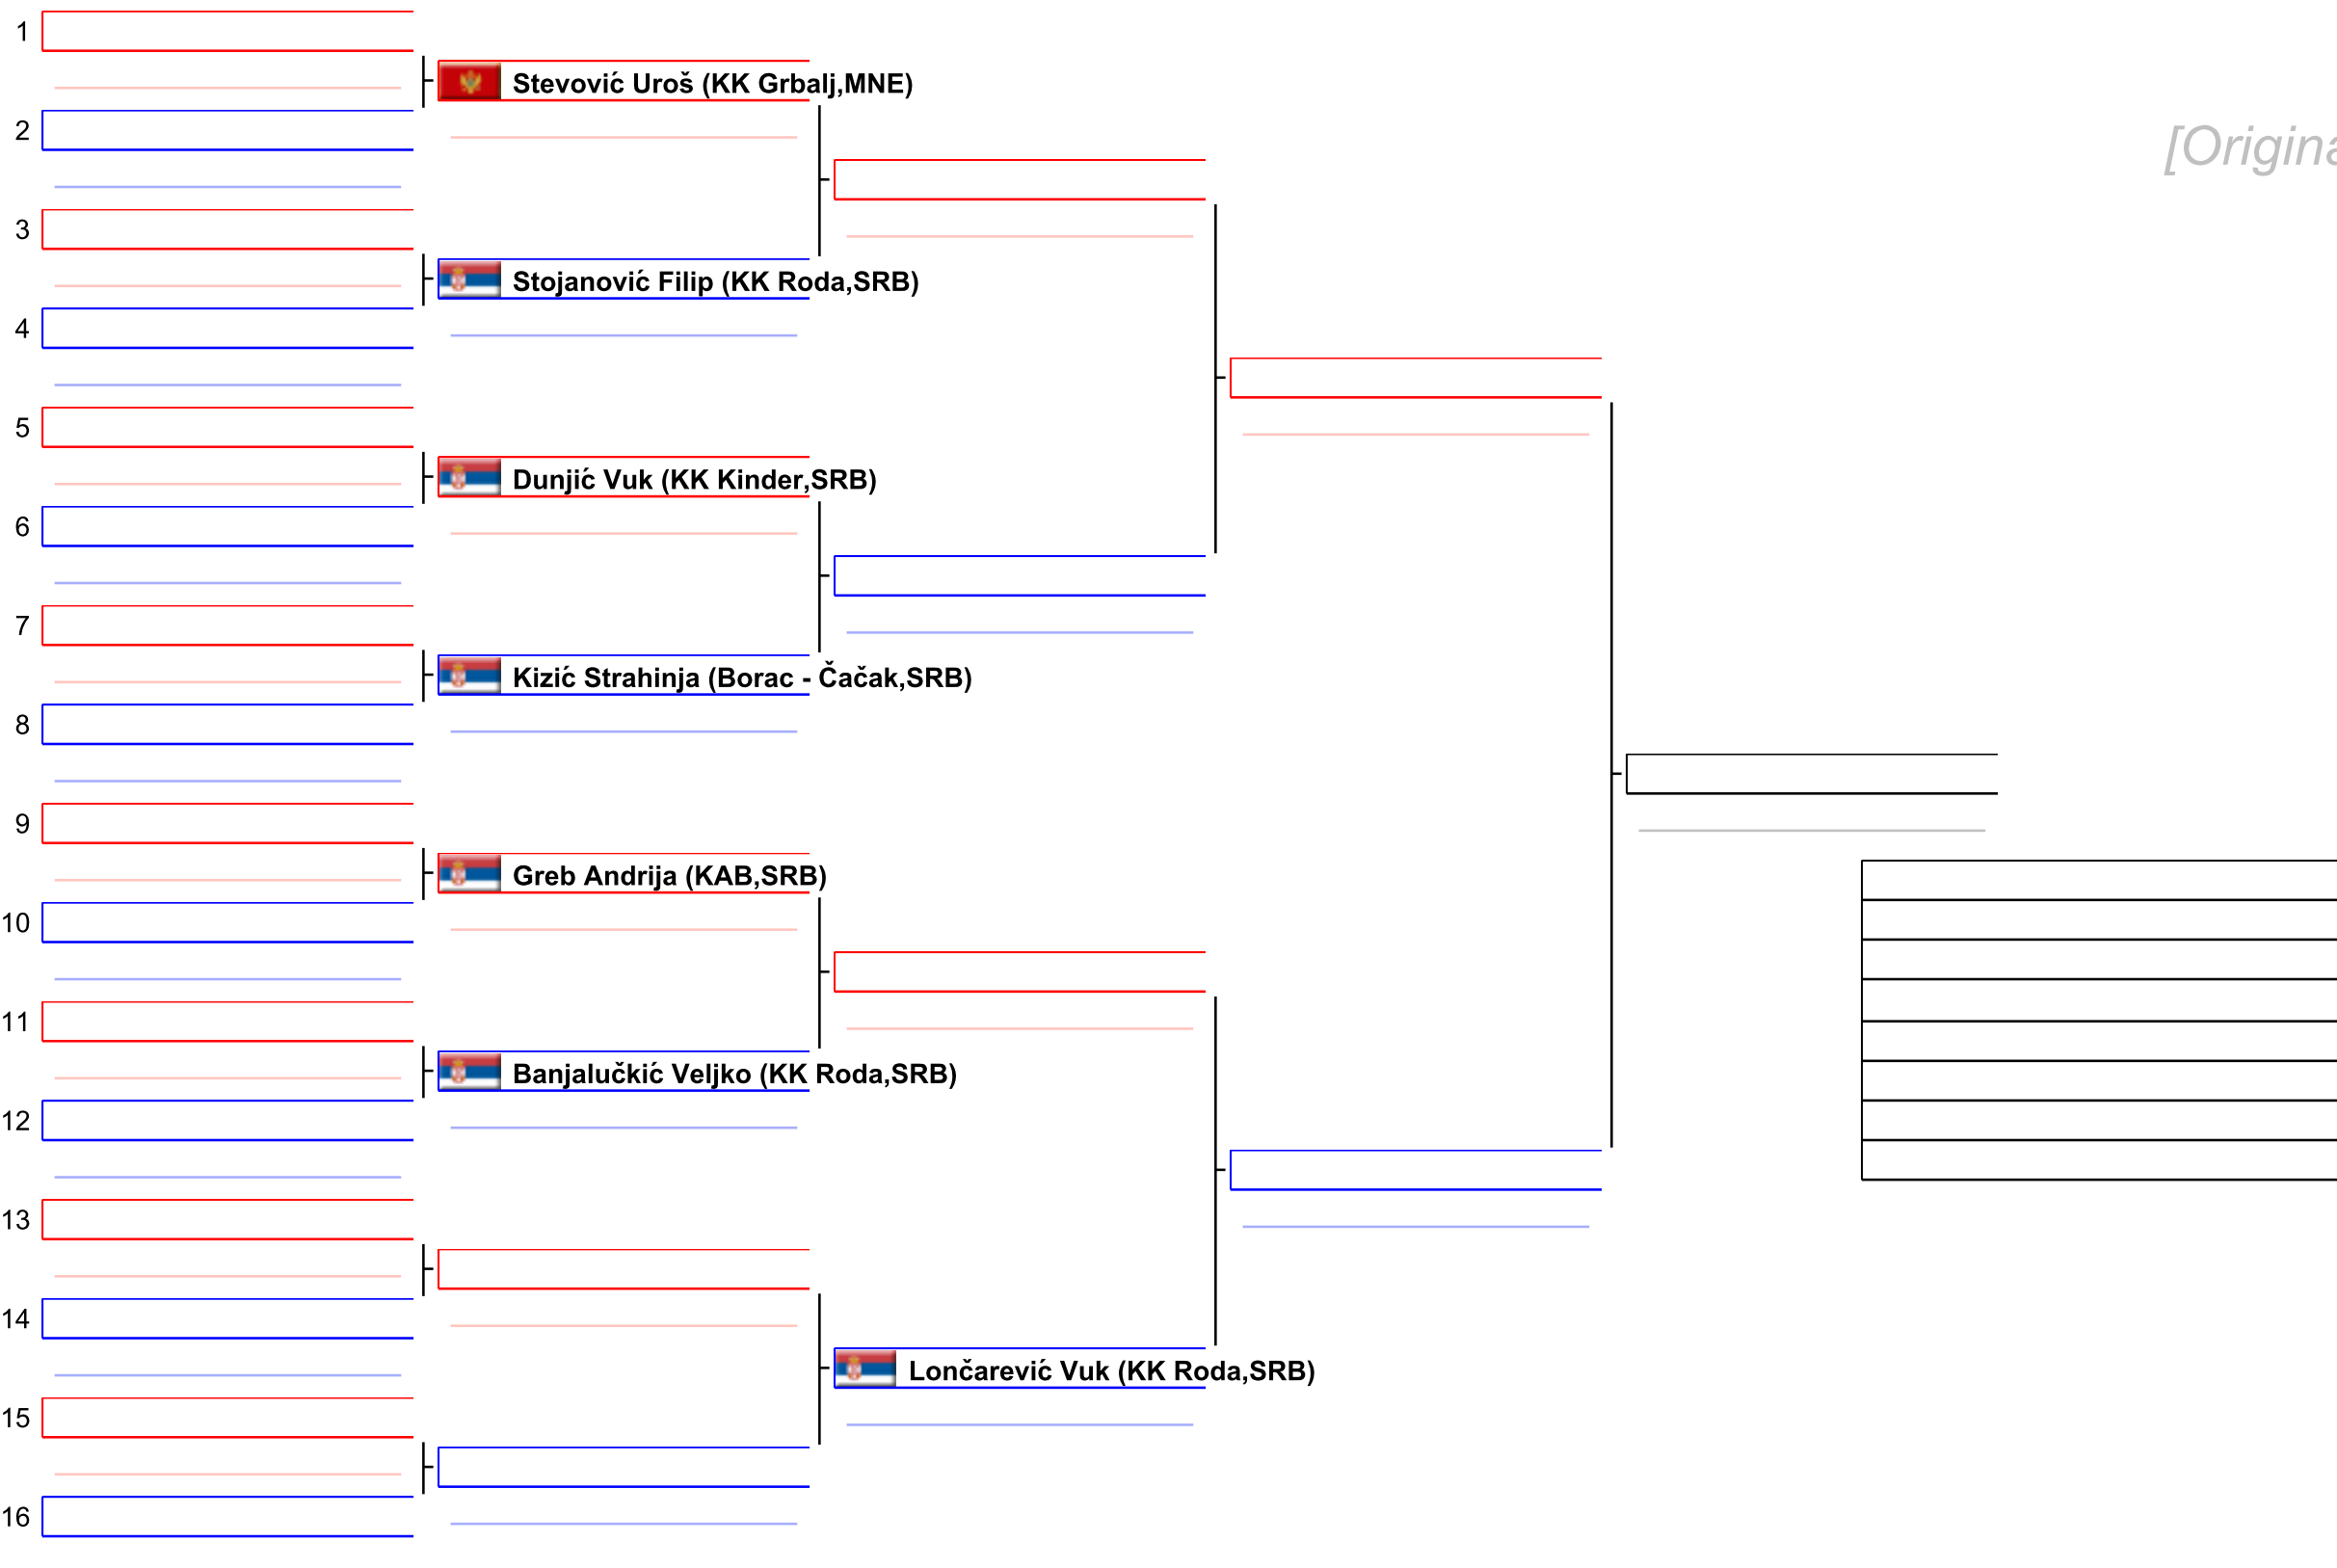 1
Stevović Uroš (KK Grbalj,MNE)
2
[Origina
3
Stojanović Filip (KK Roda,SRB)
4
5
Dunjić Vuk (KK Kinder,SRB)
6
7
Kizić Strahinja (Borac - Čačak,SRB)
8
9
Greb Andrija (KAB,SRB)
10
11
Banjalučkić Veljko (KK Roda,SRB)
12
13
14
Lončarević Vuk (KK Roda,SRB)
15
16